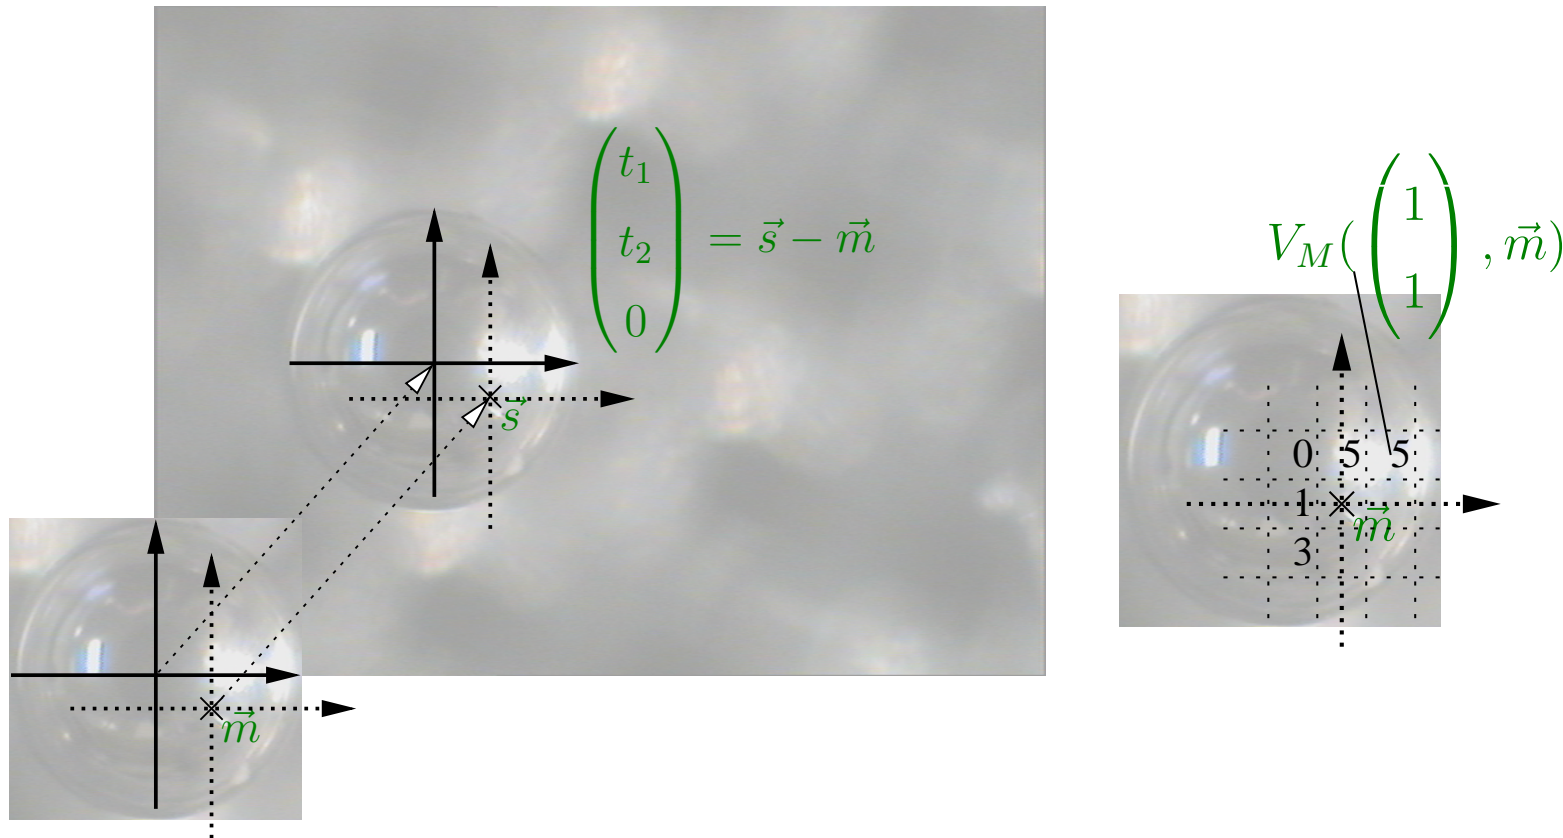 (t₁ t₂ 0) = s⃗ − m⃗
s⃗
m⃗
V_M((1 1), m⃗)
0 5 5
1
m⃗
3